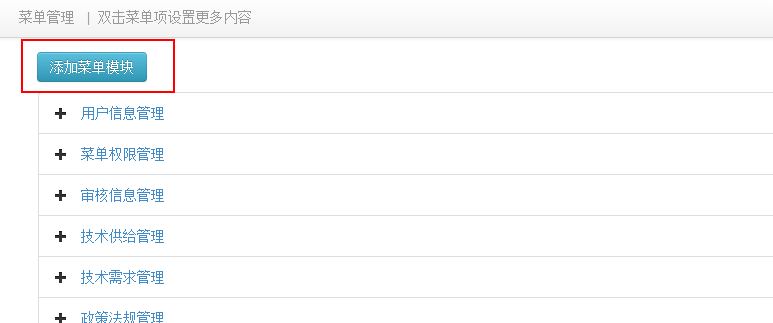 菜单管理 | 双击菜单项设置更多内容
添加菜单模块
用户信息管理
菜单权限管理
审核信息管理
技术供给管理
技术需求管理
政策法规管理